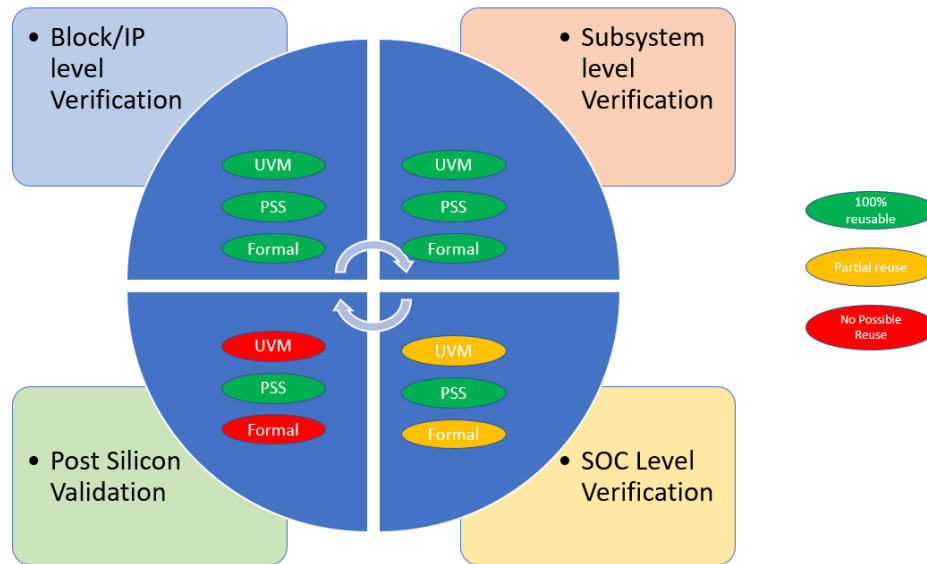 • Block/IP
level
Verification
• Subsystem
level
Verification
UVM
PSS
Formal
UVM
PSS
Formal
100%
reusable
Partial reuse
No Possible
Reuse
UVM
PSS
Formal
UVM
PSS
Formal
• Post Silicon
Validation
• SOC Level
Verification